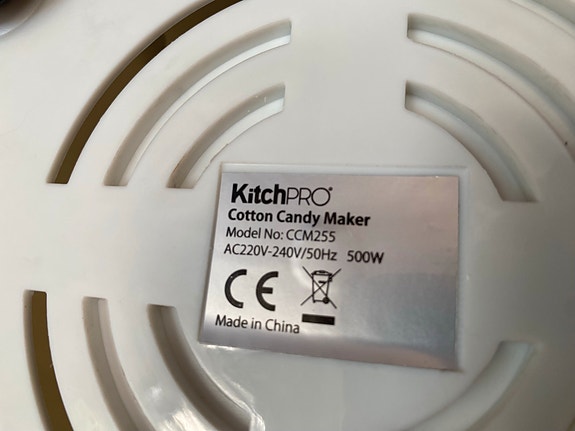 KitchPRO®
Cotton Candy Maker
Model No: CCM255
AC220V-240V/50Hz 500W
CE
Made in China